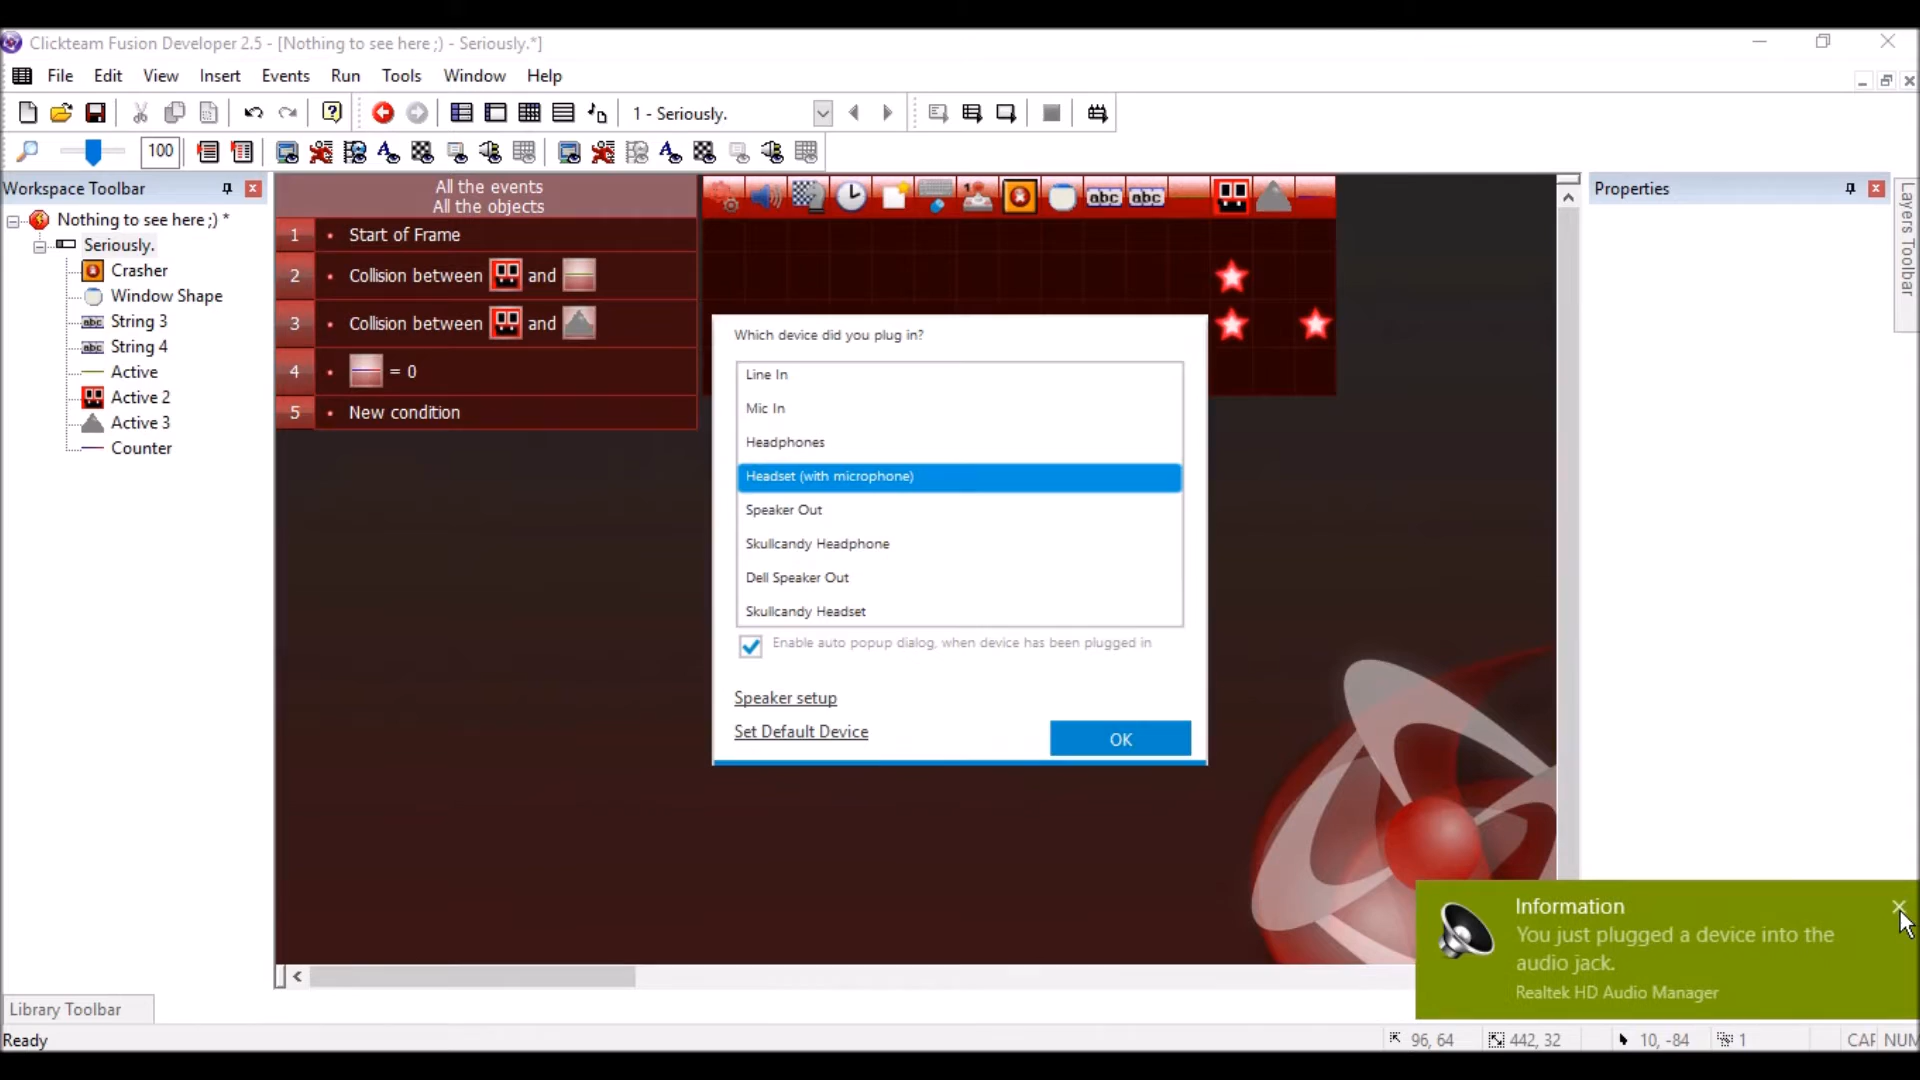 Clickteam Fusion Developer 2.5 - [Nothing to see here ;) - Seriously.*]
File Edit View Insert Events Run Tools Window Help
1 - Seriously.
100
Workspace Toolbar
Nothing to see here ;) *
Seriously.
Crasher
Window Shape
abc String 3
abc String 4
Active
Active 2
Active 3
Counter
All the events
All the objects
abc abc
1 • Start of Frame
2 • Collision between and
3 • Collision between and
4 • = 0
5 • New condition
Which device did you plug in?
Line In
Mic In
Headphones
Headset (with microphone)
Speaker Out
Skullcandy Headphone
Dell Speaker Out
Skullcandy Headset
Enable auto popup dialog, when device has been plugged in
Speaker setup
Set Default Device
OK
Properties
Layers Toolbar
Information
You just plugged a device into the
audio jack.
Realtek HD Audio Manager
Library Toolbar
Ready
96, 64
442, 32
10, -84
1
CAP NUM